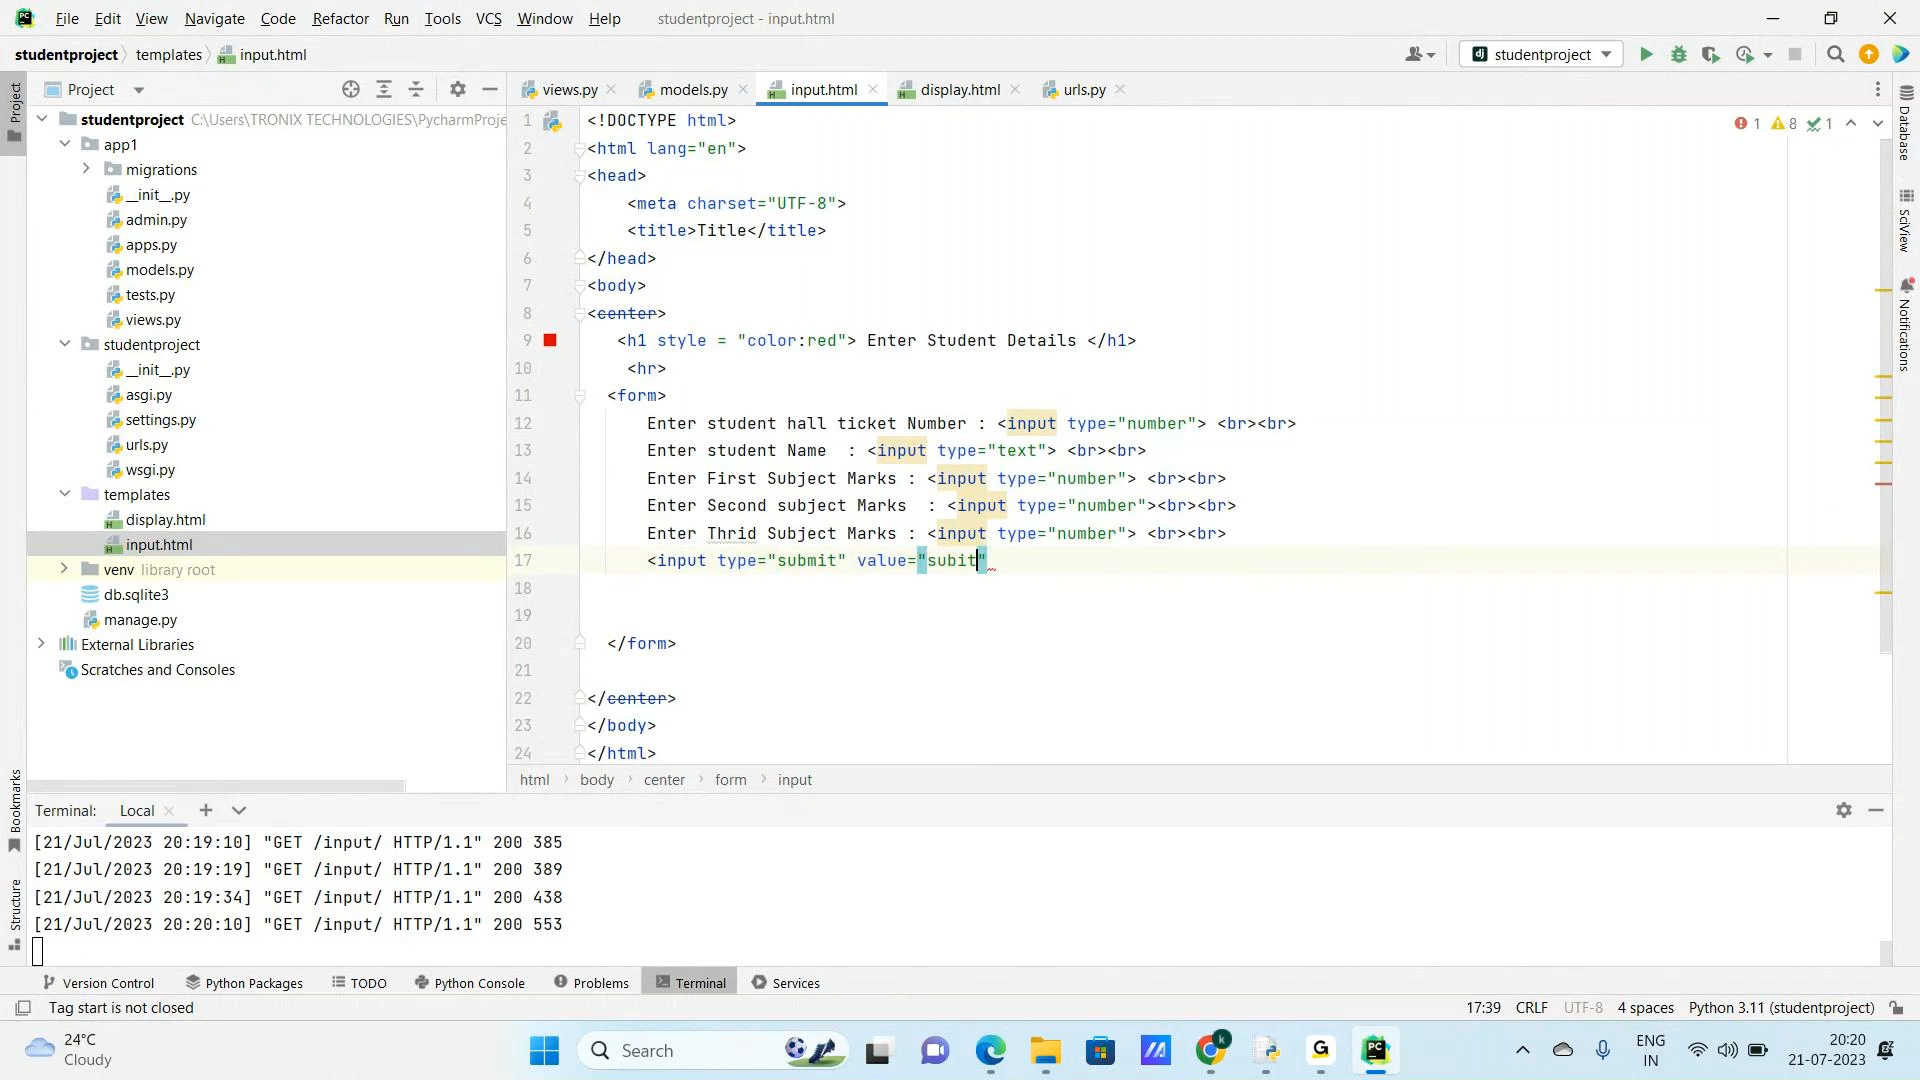 PC File Edit View Navigate Code Refactor Run Tools VCS Window Help studentproject - input.html
studentproject templates input.html dj studentproject
Project views.py models.py input.html display.html urls.py
Project
studentproject C:\Users\TRONIX TECHNOLOGIES\PycharmProje
app1
migrations
__init__.py
admin.py
apps.py
models.py
tests.py
views.py
studentproject
__init__.py
asgi.py
settings.py
urls.py
wsgi.py
templates
display.html
input.html
venv library root
db.sqlite3
manage.py
External Libraries
Scratches and Consoles
Bookmarks
Structure
1 <!DOCTYPE html>
2 <html lang="en">
3 <head>
4 <meta charset="UTF-8">
5 <title>Title</title>
6 </head>
7 <body>
8 <center>
9 <h1 style = "color:red"> Enter Student Details </h1>
10 <hr>
11 <form>
12 Enter student hall ticket Number : <input type="number"> <br><br>
13 Enter student Name : <input type="text"> <br><br>
14 Enter First Subject Marks : <input type="number"> <br><br>
15 Enter Second subject Marks : <input type="number"><br><br>
16 Enter Thrid Subject Marks : <input type="number"> <br><br>
17 <input type="submit" value="subit"
18
19
20 </form>
21
22 </center>
23 </body>
24 </html>
1 8 1
Database
SciView
Notifications
html body center form input
Terminal: Local
[21/Jul/2023 20:19:10] "GET /input/ HTTP/1.1" 200 385
[21/Jul/2023 20:19:19] "GET /input/ HTTP/1.1" 200 389
[21/Jul/2023 20:19:34] "GET /input/ HTTP/1.1" 200 438
[21/Jul/2023 20:20:10] "GET /input/ HTTP/1.1" 200 553
Version Control Python Packages TODO Python Console Problems Terminal Services
Tag start is not closed 17:39 CRLF UTF-8 4 spaces Python 3.11 (studentproject)
24°C
Cloudy
Search
k
G
PC
ENG
IN
20:20
21-07-2023